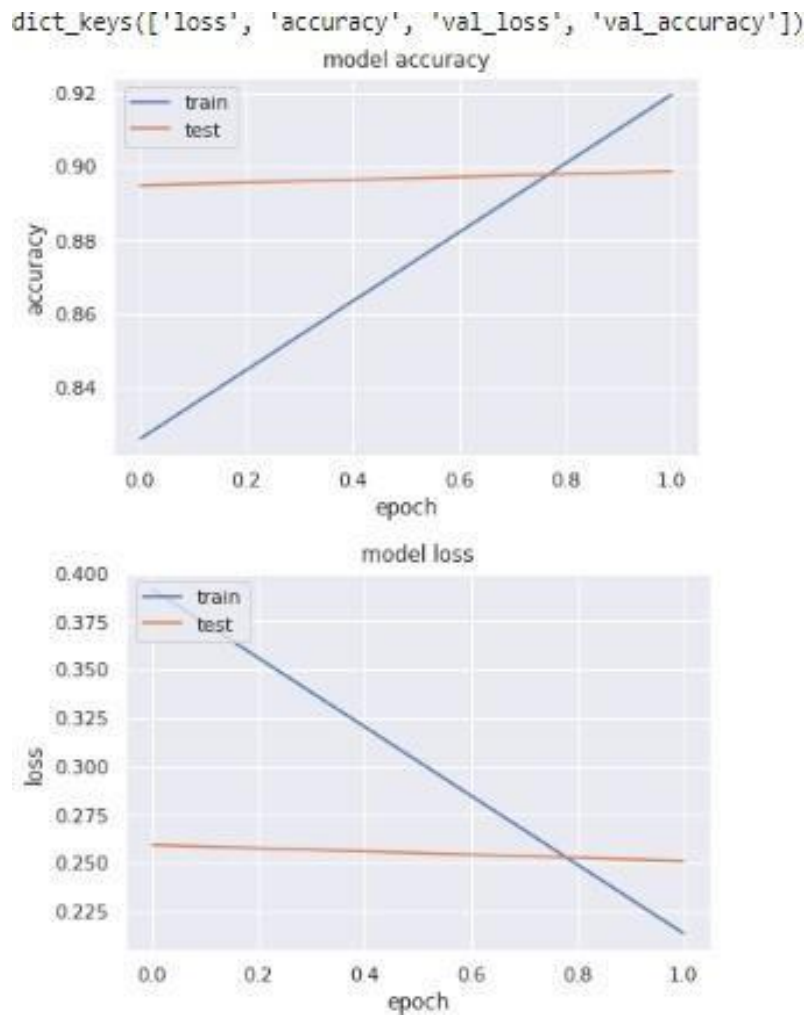 dict_keys(['loss', 'accuracy', 'val_loss', 'val_accuracy'])
model accuracy
0.92
0.90
0.88
0.86
0.84
accuracy
train
test
0.0 0.2 0.4 0.6 0.8 1.0
epoch
model loss
0.400
0.375
0.350
0.325
0.300
0.275
0.250
0.225
loss
train
test
0.0 0.2 0.4 0.6 0.8 1.0
epoch